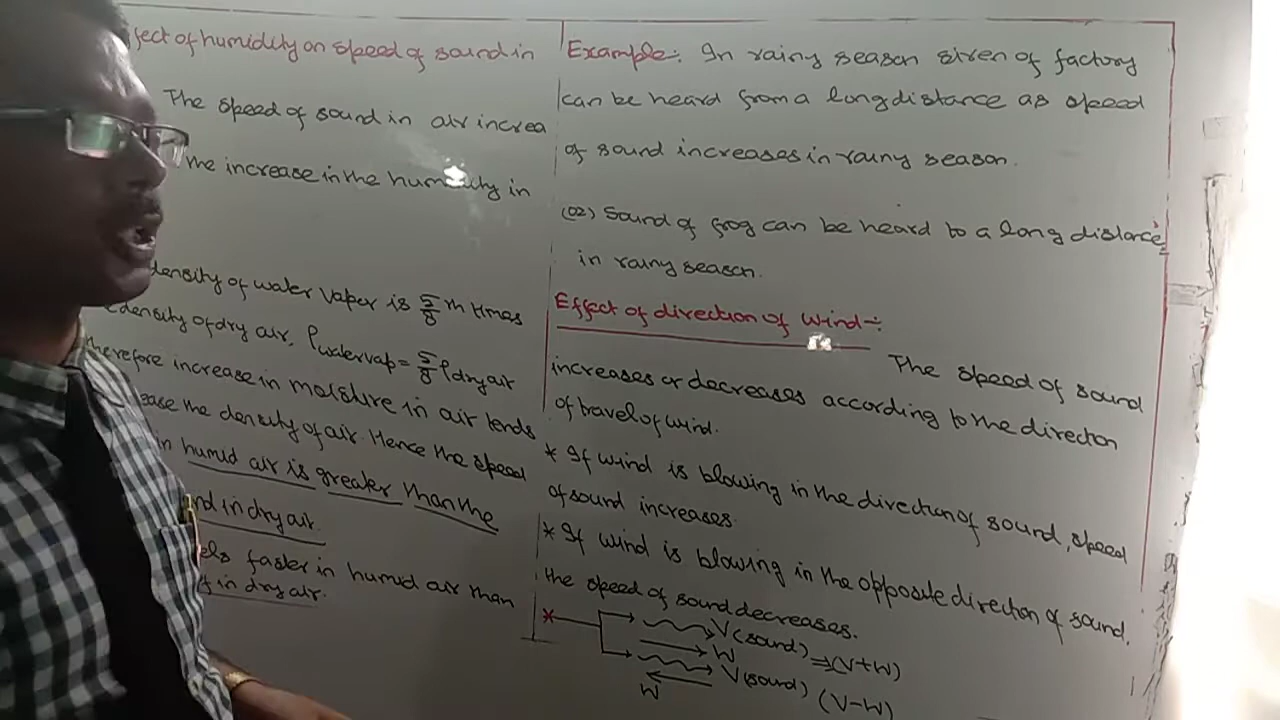 fect of humidity on speed of sound in
The speed of sound in air increa
the increase in the humidity in
density of water vaper is 5/8 m times
density of dry air, ρwatervap = 5/8 ρdry air
herefore increase in moisture in air tends
ease the density of air. Hence the speed
in humid air is greater than the
nd in dry air.
els faster in humid air than
in dry air.
Example: In rainy season siren of factory
can be heard from a long distance as speed
of sound increases in rainy season.
(02) Sound of frog can be heard to a long distance
in rainy season.
Effect of direction of wind÷
The speed of sound
increases or decreases according to the direction
of travel of wind.
* If wind is blowing in the direction of sound, speed
of sound increases.
* If wind is blowing in the opposite direction of sound,
the speed of sound decreases.
* V(sound) ⇒(V+W)
W
V(sound) (V-W)
W